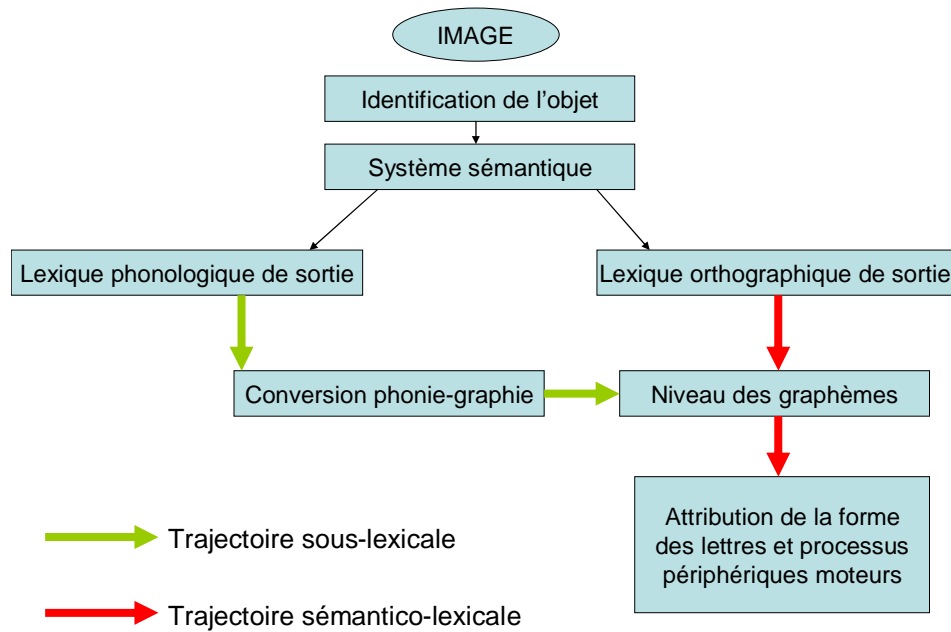 IMAGE
Identification de l’objet
Système sémantique
Lexique phonologique de sortie
Lexique orthographique de sortie
Conversion phonie-graphie
Niveau des graphèmes
Attribution de la forme
des lettres et processus
périphériques moteurs
Trajectoire sous-lexicale
Trajectoire sémantico-lexicale